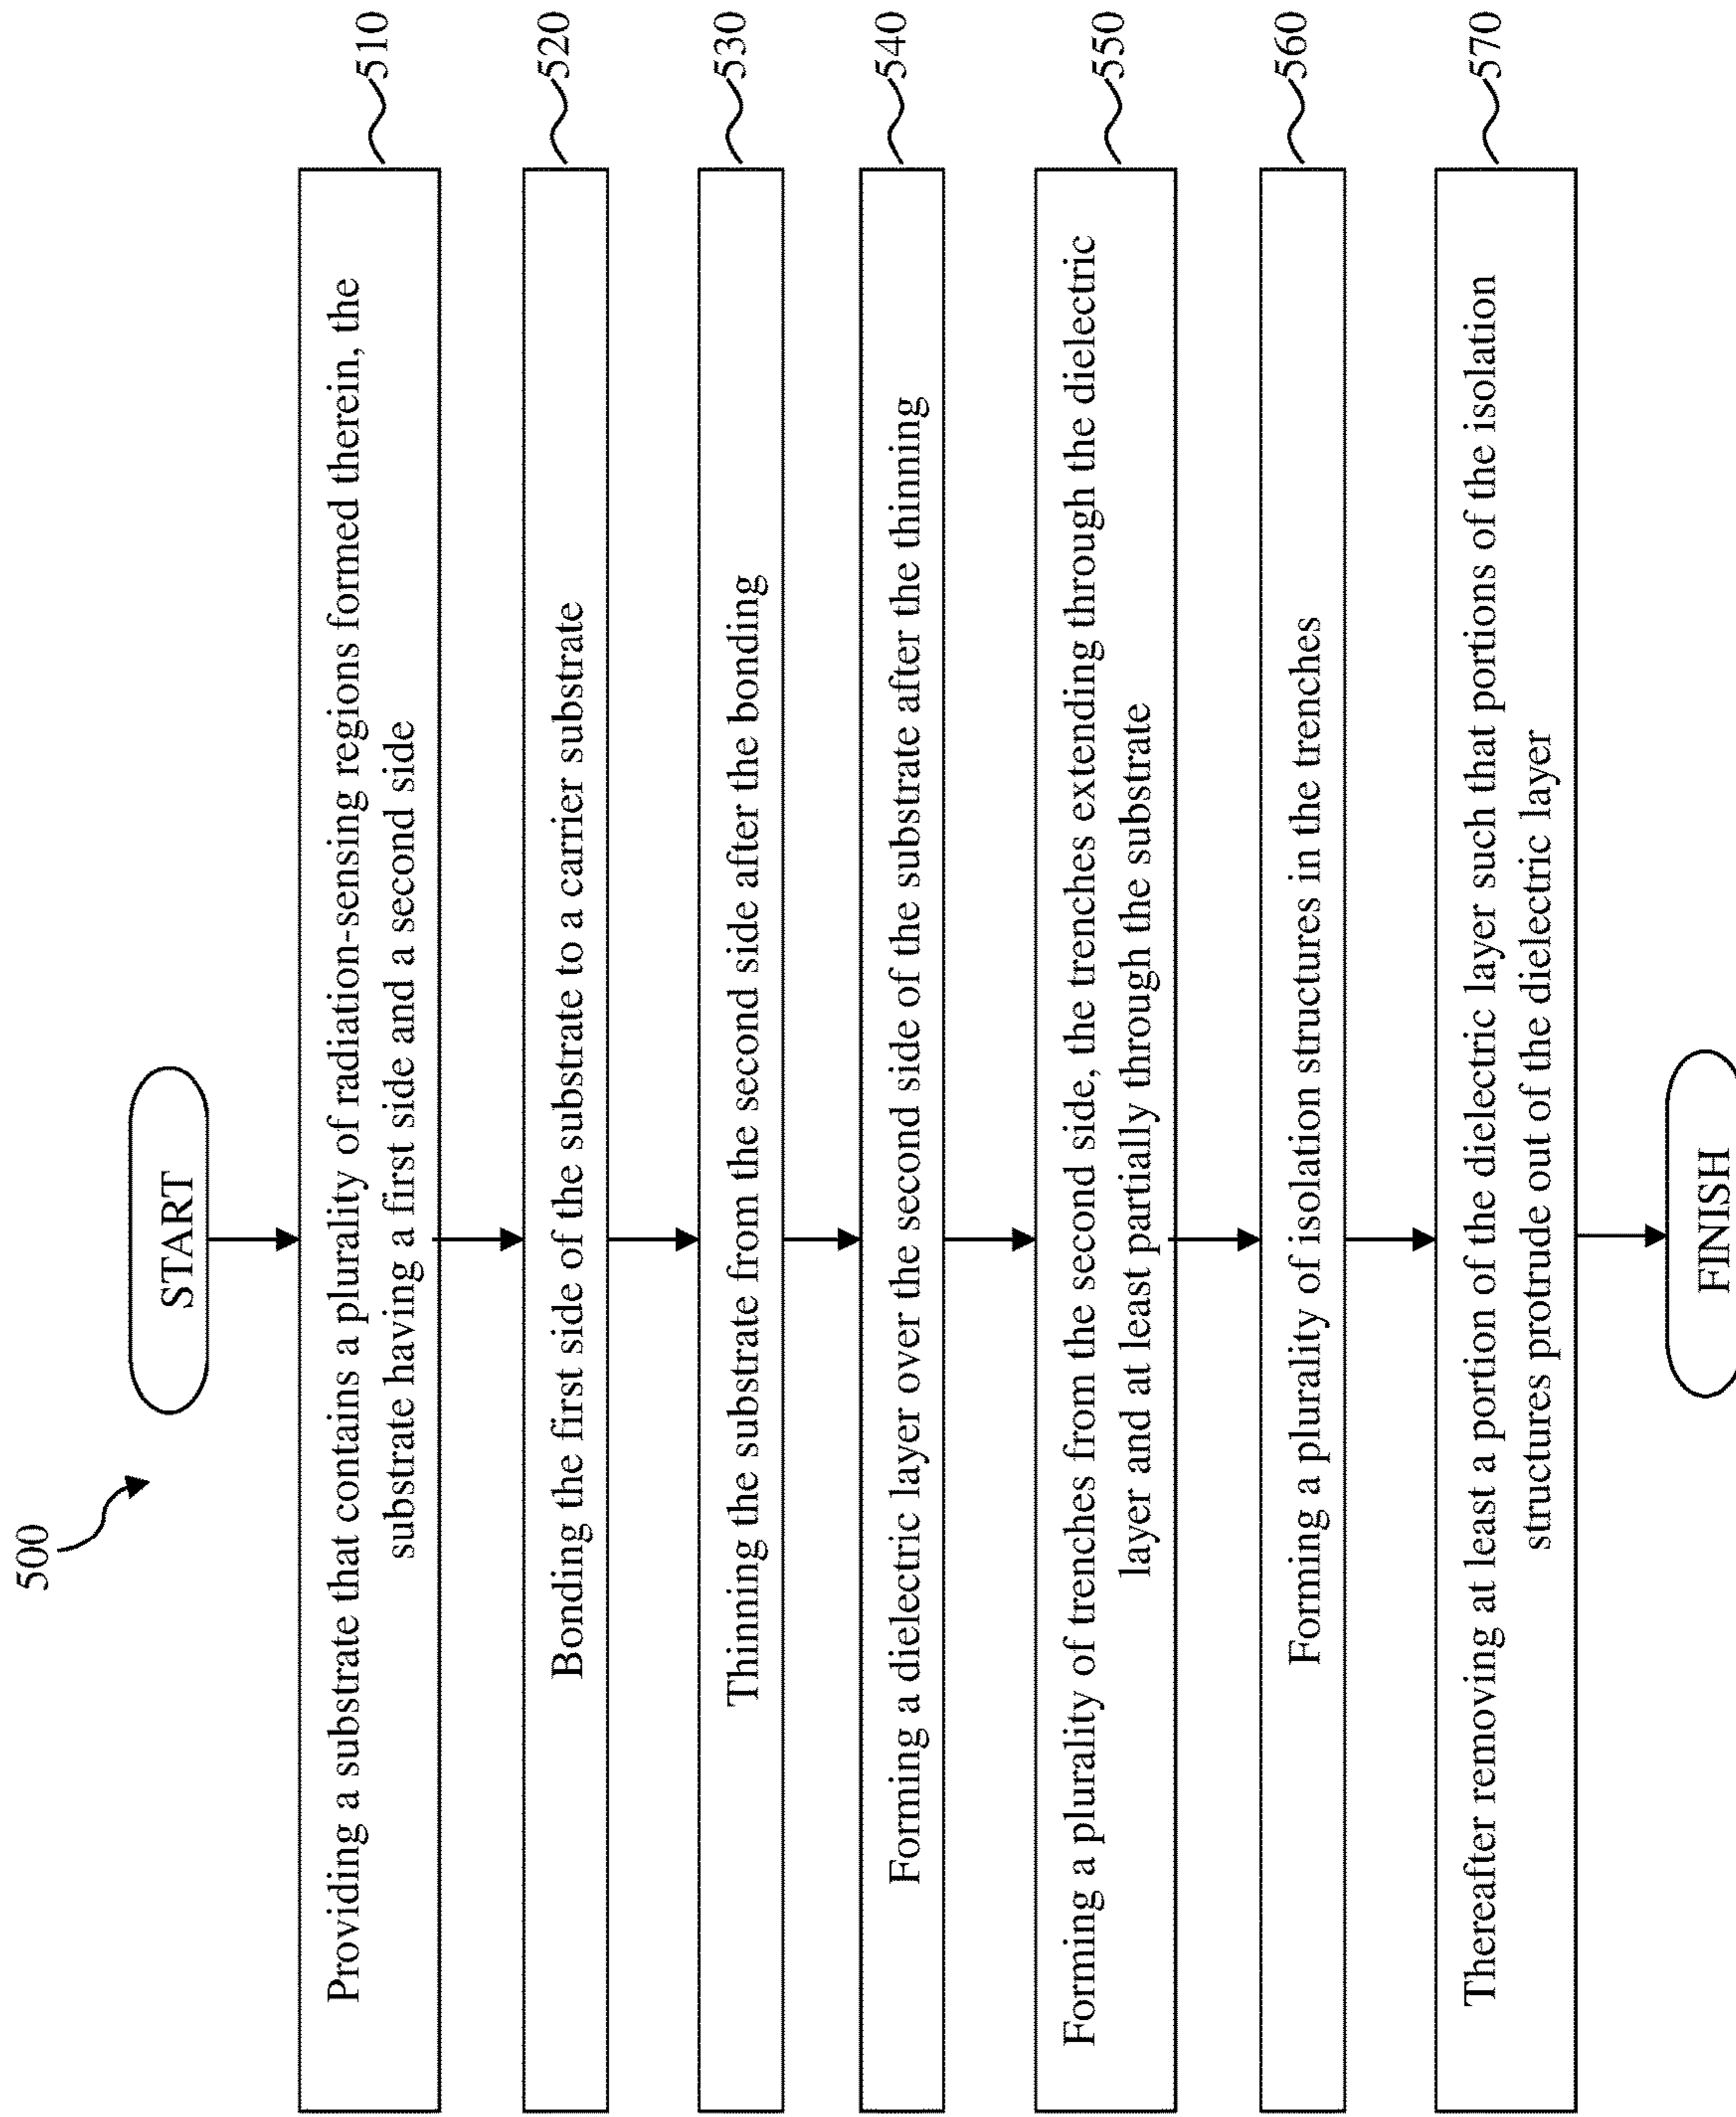 500
START
Providing a substrate that contains a plurality of radiation-sensing regions formed therein, the
substrate having a first side and a second side
510
Bonding the first side of the substrate to a carrier substrate
520
Thinning the substrate from the second side after the bonding
530
Forming a dielectric layer over the second side of the substrate after the thinning
540
Forming a plurality of trenches from the second side, the trenches extending through the dielectric
layer and at least partially through the substrate
550
Forming a plurality of isolation structures in the trenches
560
Thereafter removing at least a portion of the dielectric layer such that portions of the isolation
structures protrude out of the dielectric layer
570
FINISH